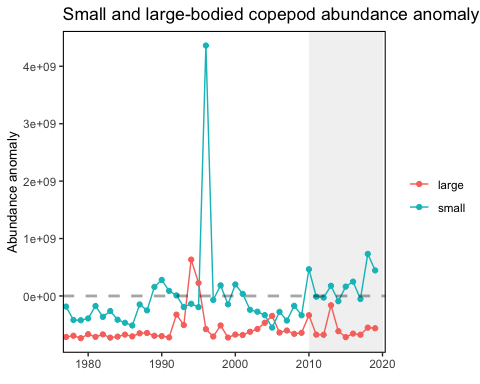 Small and large-bodied copepod abundance anomaly
4e+09
3e+09
2e+09
1e+09
0e+00
Abundance anomaly
large
small
1980 1990 2000 2010 2020